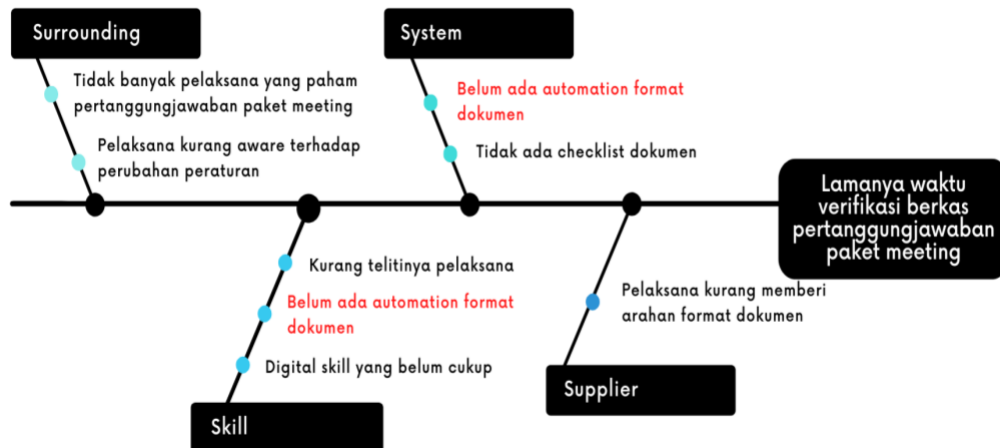 Surrounding
Tidak banyak pelaksana yang paham
pertanggungjawaban paket meeting
Pelaksana kurang aware terhadap
perubahan peraturan
System
Belum ada automation format
dokumen
Tidak ada checklist dokumen
Lamanya waktu
verifikasi berkas
pertanggungjawaban
paket meeting
Kurang telitinya pelaksana
Belum ada automation format
dokumen
Digital skill yang belum cukup
Skill
Pelaksana kurang memberi
arahan format dokumen
Supplier